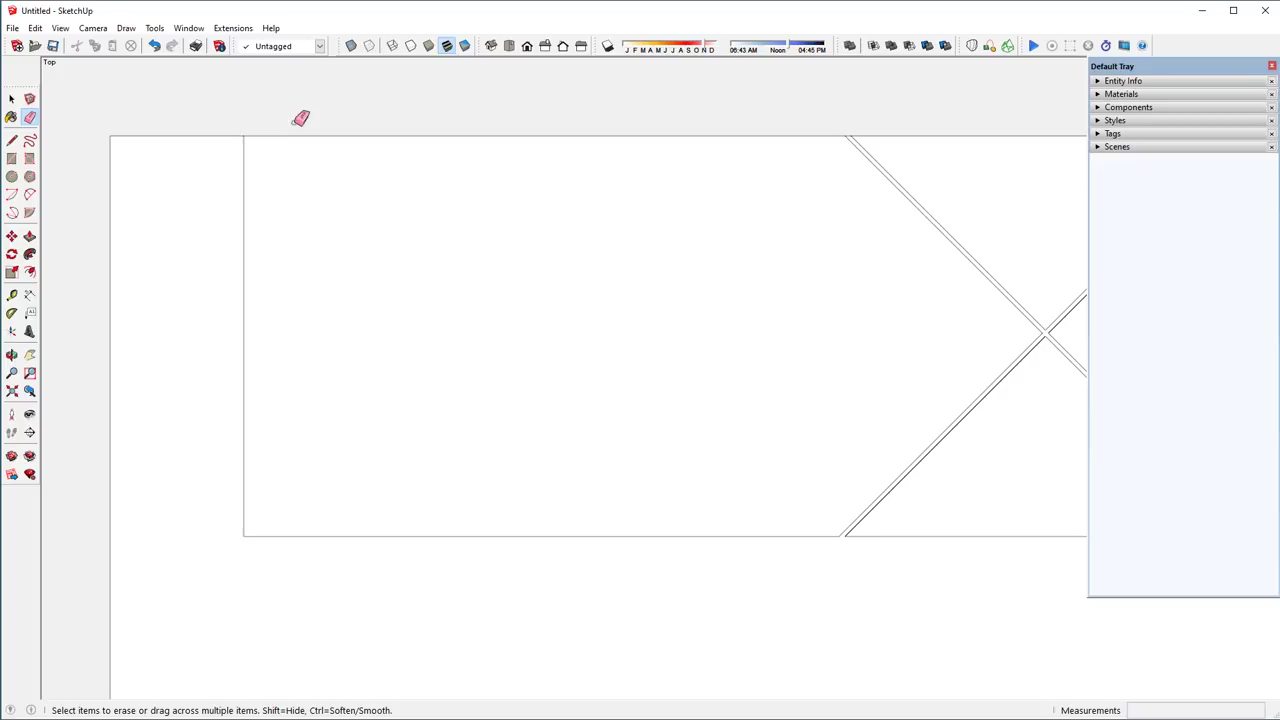 Untitled - SketchUp
File Edit View Camera Draw Tools Window Extensions Help
✓ Untagged
J F M A M J J A S O N D
06:43 AM Noon 04:45 PM
Top
Default Tray
Entity Info
Materials
Components
Styles
Tags
Scenes
Select items to erase or drag across multiple items. Shift=Hide, Ctrl=Soften/Smooth.
Measurements